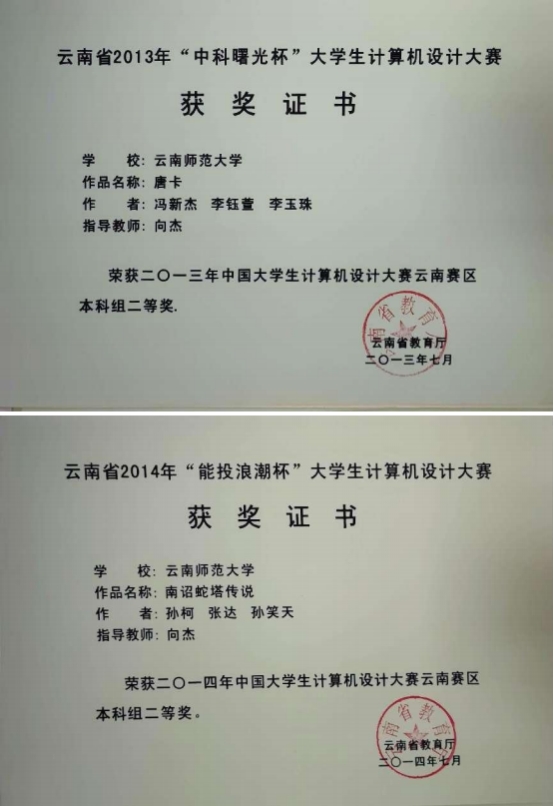 云南省2013年“中科曙光杯”大学生计算机设计大赛
获奖证书
学 校: 云南师范大学
作品名称: 唐卡
作 者: 冯新杰 李钰萱 李玉珠
指导教师: 向杰
荣获二〇一三年中国大学生计算机设计大赛云南赛区
本科组二等奖.
云南省教育厅
二〇一三年七月
云南省2014年“能投浪潮杯”大学生计算机设计大赛
获奖证书
学 校: 云南师范大学
作品名称: 南诏蛇塔传说
作 者: 孙柯 张达 孙笑天
指导教师: 向杰
荣获二〇一四年中国大学生计算机设计大赛云南赛区
本科组二等奖。
云南省教育厅
二〇一四年七月